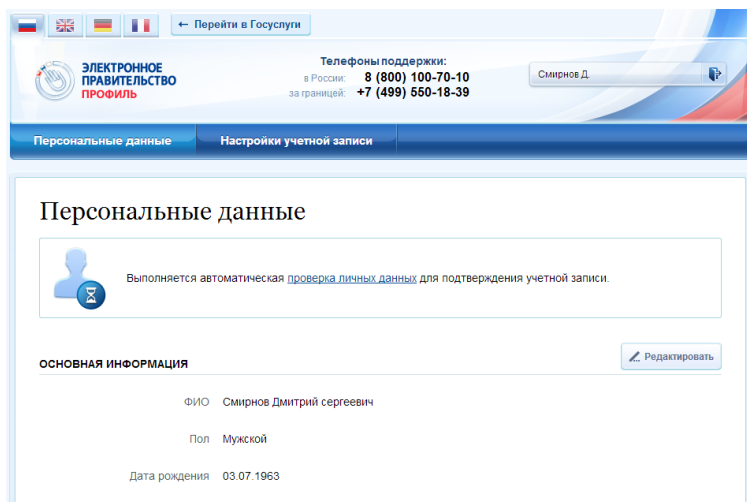 ← Перейти в Госуслуги
ЭЛЕКТРОННОЕ
ПРАВИТЕЛЬСТВО
ПРОФИЛЬ
Телефоны поддержки:
в России: 8 (800) 100-70-10
за границей: +7 (499) 550-18-39
Смирнов Д.
Персональные данные
Настройки учетной записи
Персональные данные
Выполняется автоматическая проверка личных данных для подтверждения учетной записи.
ОСНОВНАЯ ИНФОРМАЦИЯ
Редактировать
ФИО Смирнов Дмитрий сергеевич
Пол Мужской
Дата рождения 03.07.1963